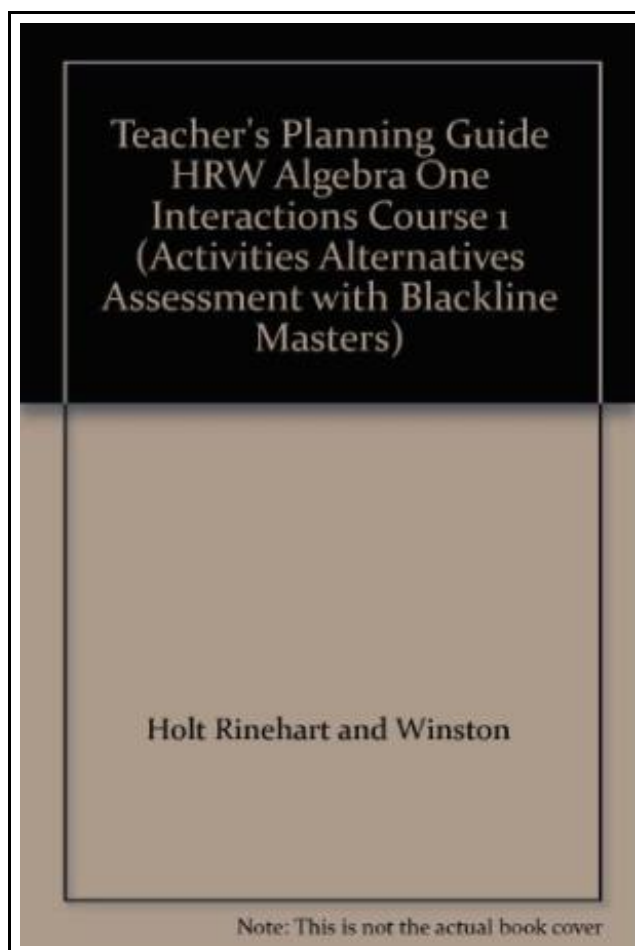 Teacher's Planning Guide
HRW Algebra One
Interactions Course 1
(Activities Alternatives
Assessment with Blackline
Masters)
Holt Rinehart and Winston
Note: This is not the actual book cover